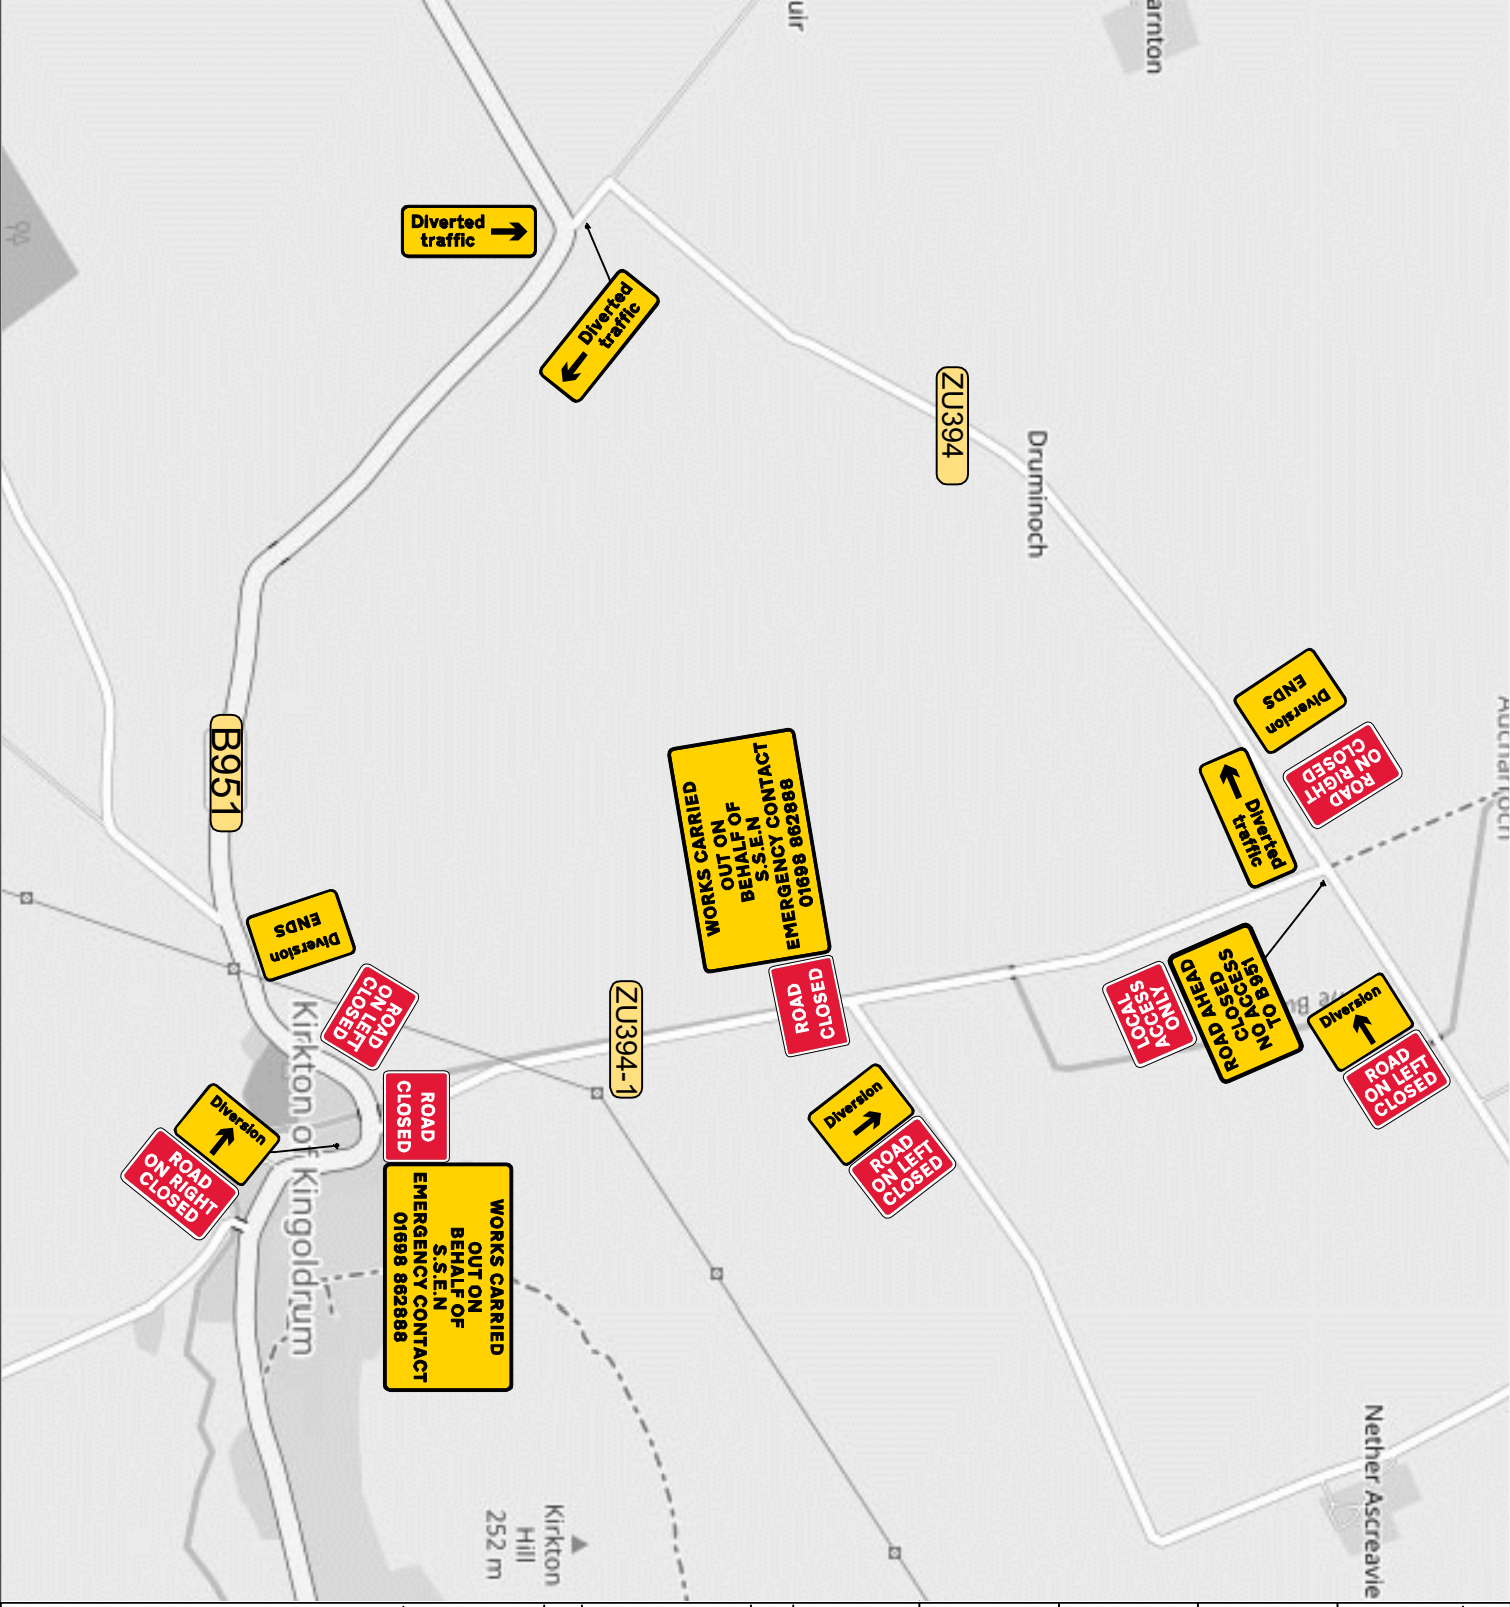 uir
arnton
Diverted
traffic
Diverted
traffic
ZU394
Druminoch
Diversion
ENDS
ROAD
ON RIGHT
CLOSED
Diverted
traffic
B951
WORKS CARRIED
OUT ON
BEHALF OF
S.S.E.N
EMERGENCY CONTACT
01698 862888
ROAD
CLOSED
Diversion
ENDS
ROAD
ON LEFT
CLOSED
ZU394-1
LOCAL
ACCESS
ONLY
ROAD AHEAD
CLOSED
NO ACCESS
TO B951
Diversion
ROAD
ON LEFT
CLOSED
Kirkton of Kingoldrum
ROAD
CLOSED
Diversion
ROAD
ON RIGHT
CLOSED
Diversion
ROAD
ON LEFT
CLOSED
WORKS CARRIED
OUT ON
BEHALF OF
S.S.E.N
EMERGENCY CONTACT
01698 862888
Kirkton
Hill
252 m
Nether Ascreavie